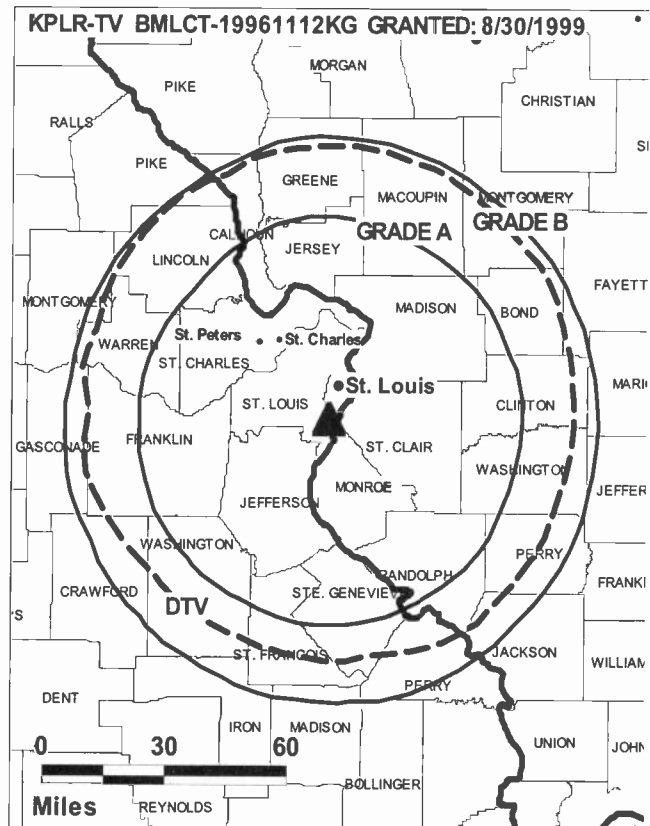 KPLR-TV BMLCT-19961112KG GRANTED: 8/30/1999
MORGAN
PIKE
CHRISTIAN
RALLS
PIKE
GREENE
MACOUPIN
MONTGOMERY
GRADE B
CALHOUN
GRADE A
JERSEY
LINCOLN
FAYETT
MONTGOMERY
MADISON
BOND
WARREN
St. Peters
St. Charles
ST. CHARLES
St. Louis
MARI
ST. LOUIS
CLINTON
GASCONADE
FRANKLIN
ST. CLAIR
WASHINGTON
MONROE
JEFFERSON
JEFFER
WASHINGTON
PERRY
RANDOLPH
CRAWFORD
STE. GENEVIEV
FRANKI
DTV
'S
ST. FRANCOIS
JACKSON
WILLIAM
PERRY
DENT
IRON
MADISON
UNION
JOHN
0 30 60
BOLLINGER
Miles
REYNOLDS